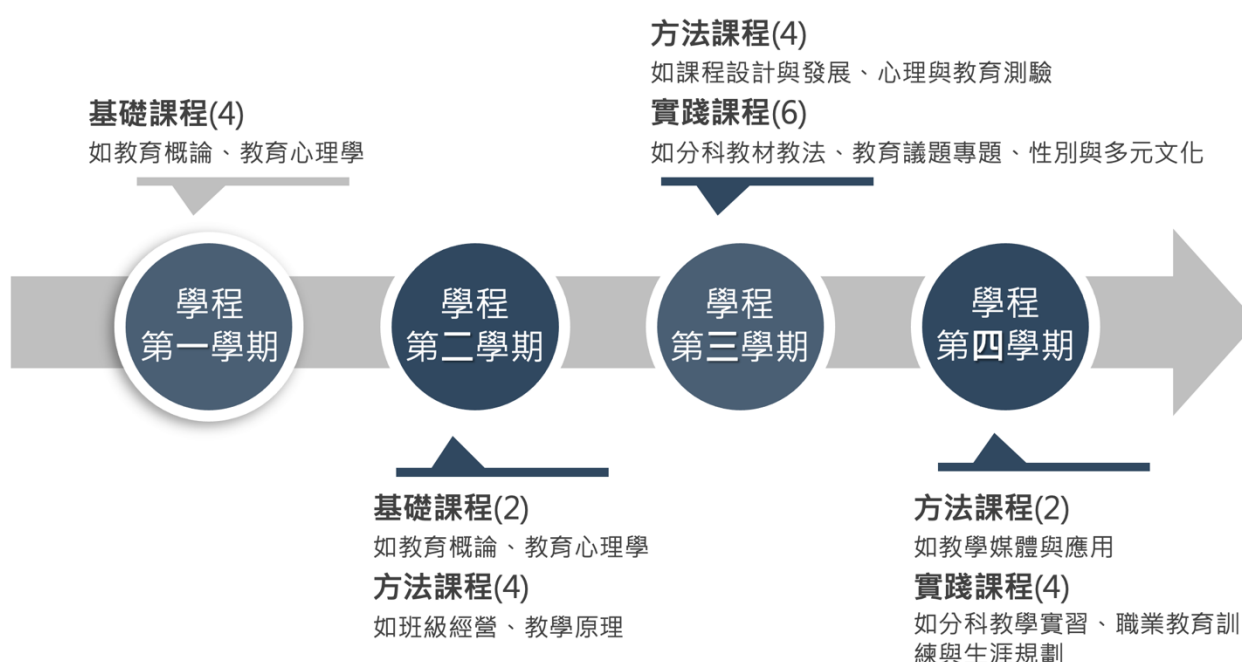 基礎課程(4)
如教育概論、教育心理學
方法課程(4)
如課程設計與發展、心理與教育測驗
實踐課程(6)
如分科教材教法、教育議題專題、性別與多元文化
學程
第一學期
學程
第二學期
學程
第三學期
學程
第四學期
基礎課程(2)
如教育概論、教育心理學
方法課程(4)
如班級經營、教學原理
方法課程(2)
如教學媒體與應用
實踐課程(4)
如分科教學實習、職業教育訓
練與生涯規劃